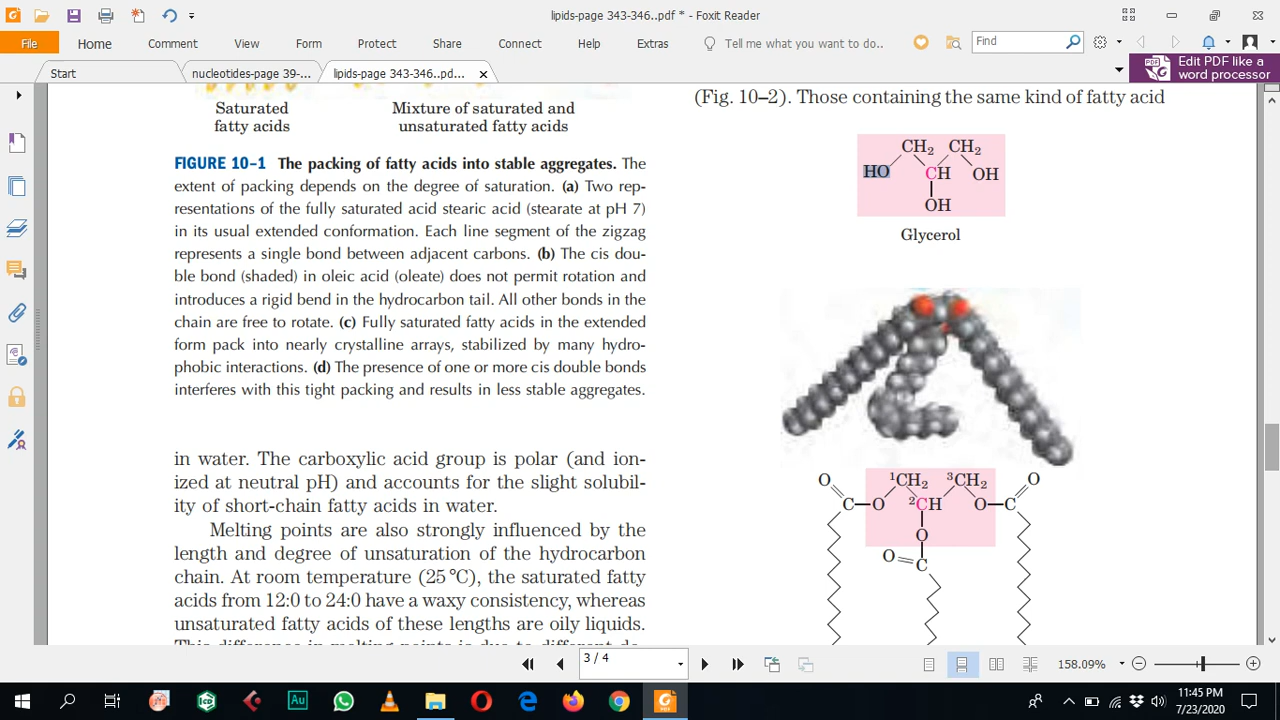 lipids-page 343-346..pdf * - Foxit Reader
File Home Comment View Form Protect Share Connect Help Extras Tell me what you want to do.. Find
Start nucleotides-page 39-... lipids-page 343-346..pd... Edit PDF like a
word processor
Saturated
fatty acids
Mixture of saturated and
unsaturated fatty acids
FIGURE 10–1 The packing of fatty acids into stable aggregates. The
extent of packing depends on the degree of saturation. (a) Two rep-
resentations of the fully saturated acid stearic acid (stearate at pH 7)
in its usual extended conformation. Each line segment of the zigzag
represents a single bond between adjacent carbons. (b) The cis dou-
ble bond (shaded) in oleic acid (oleate) does not permit rotation and
introduces a rigid bend in the hydrocarbon tail. All other bonds in the
chain are free to rotate. (c) Fully saturated fatty acids in the extended
form pack into nearly crystalline arrays, stabilized by many hydro-
phobic interactions. (d) The presence of one or more cis double bonds
interferes with this tight packing and results in less stable aggregates.
in water. The carboxylic acid group is polar (and ion-
ized at neutral pH) and accounts for the slight solubil-
ity of short-chain fatty acids in water.
Melting points are also strongly influenced by the
length and degree of unsaturation of the hydrocarbon
chain. At room temperature (25 °C), the saturated fatty
acids from 12:0 to 24:0 have a waxy consistency, whereas
unsaturated fatty acids of these lengths are oily liquids.
This difference in melting points is due to different de-
(Fig. 10–2). Those containing the same kind of fatty acid
CH₂ CH₂
HO CH OH
OH
Glycerol
O ¹CH₂ ³CH₂ O
C O ²CH O C
O
O C
3 / 4 158.09%
Au 11:45 PM
7/23/2020